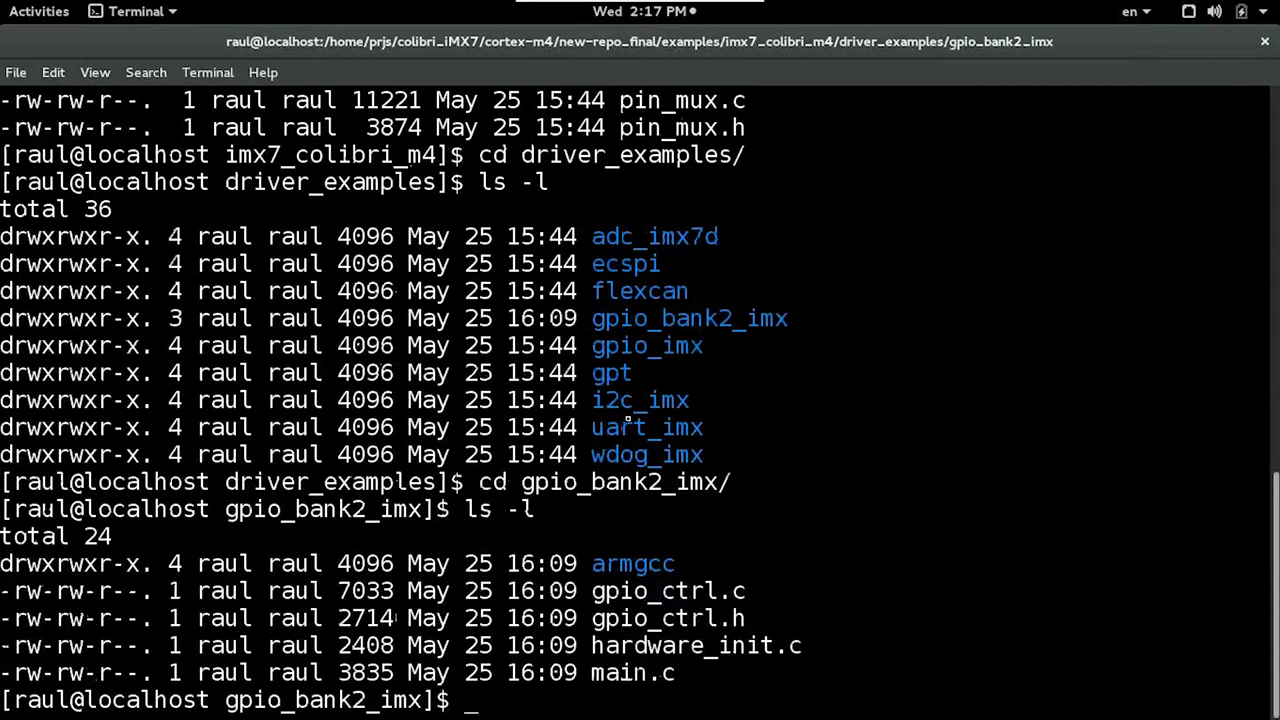 Activities Terminal Wed 2:17 PM en
raul@localhost:/home/prjs/colibri_iMX7/cortex-m4/new-repo_final/examples/imx7_colibri_m4/driver_examples/gpio_bank2_imx ×
File Edit View Search Terminal Help
-rw-rw-r--. 1 raul raul 11221 May 25 15:44 pin_mux.c
-rw-rw-r--. 1 raul raul 3874 May 25 15:44 pin_mux.h
[raul@localhost imx7_colibri_m4]$ cd driver_examples/
[raul@localhost driver_examples]$ ls -l
total 36
drwxrwxr-x. 4 raul raul 4096 May 25 15:44 adc_imx7d
drwxrwxr-x. 4 raul raul 4096 May 25 15:44 ecspi
drwxrwxr-x. 4 raul raul 4096 May 25 15:44 flexcan
drwxrwxr-x. 3 raul raul 4096 May 25 16:09 gpio_bank2_imx
drwxrwxr-x. 4 raul raul 4096 May 25 15:44 gpio_imx
drwxrwxr-x. 4 raul raul 4096 May 25 15:44 gpt
drwxrwxr-x. 4 raul raul 4096 May 25 15:44 i2c_imx
drwxrwxr-x. 4 raul raul 4096 May 25 15:44 uart_imx
drwxrwxr-x. 4 raul raul 4096 May 25 15:44 wdog_imx
[raul@localhost driver_examples]$ cd gpio_bank2_imx/
[raul@localhost gpio_bank2_imx]$ ls -l
total 24
drwxrwxr-x. 4 raul raul 4096 May 25 16:09 armgcc
-rw-rw-r--. 1 raul raul 7033 May 25 16:09 gpio_ctrl.c
-rw-rw-r--. 1 raul raul 2714 May 25 16:09 gpio_ctrl.h
-rw-rw-r--. 1 raul raul 2408 May 25 16:09 hardware_init.c
-rw-rw-r--. 1 raul raul 3835 May 25 16:09 main.c
[raul@localhost gpio_bank2_imx]$ _